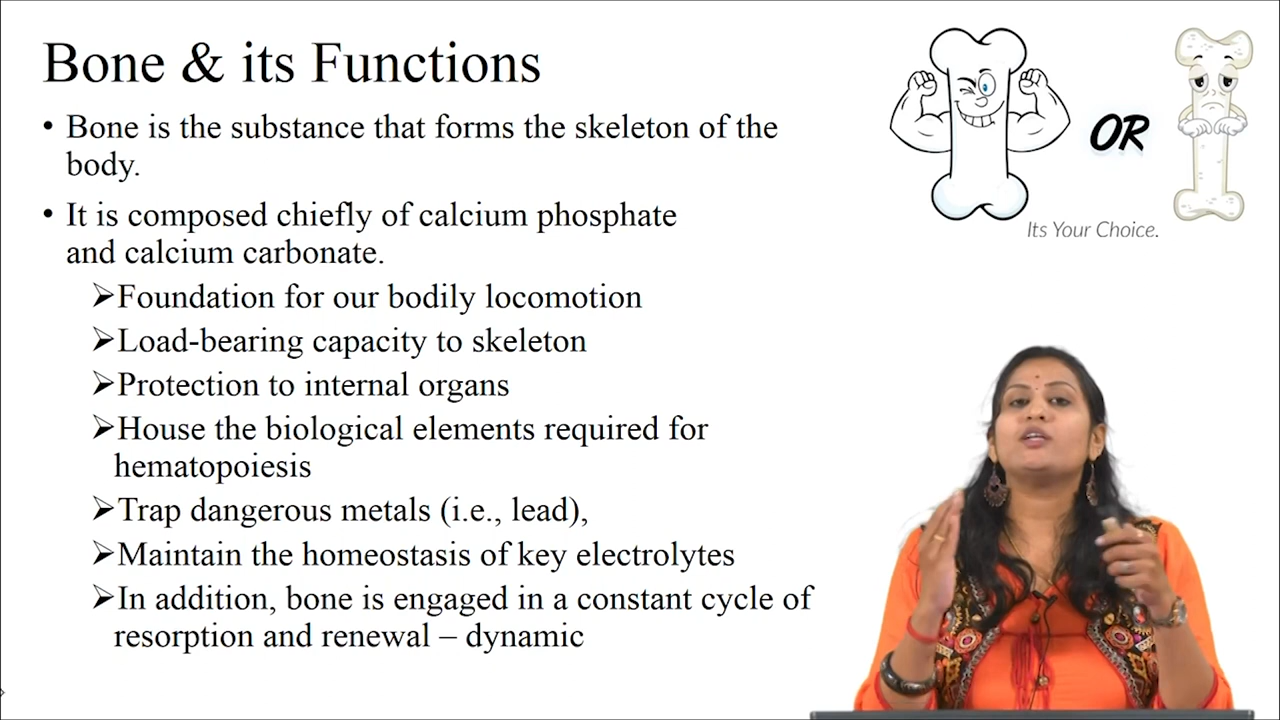 Bone & its Functions
• Bone is the substance that forms the skeleton of the
body.
• It is composed chiefly of calcium phosphate
and calcium carbonate.
➢Foundation for our bodily locomotion
➢Load-bearing capacity to skeleton
➢Protection to internal organs
➢House the biological elements required for
hematopoiesis
➢Trap dangerous metals (i.e., lead),
➢Maintain the homeostasis of key electrolytes
➢In addition, bone is engaged in a constant cycle of
resorption and renewal – dynamic
OR
Its Your Choice.